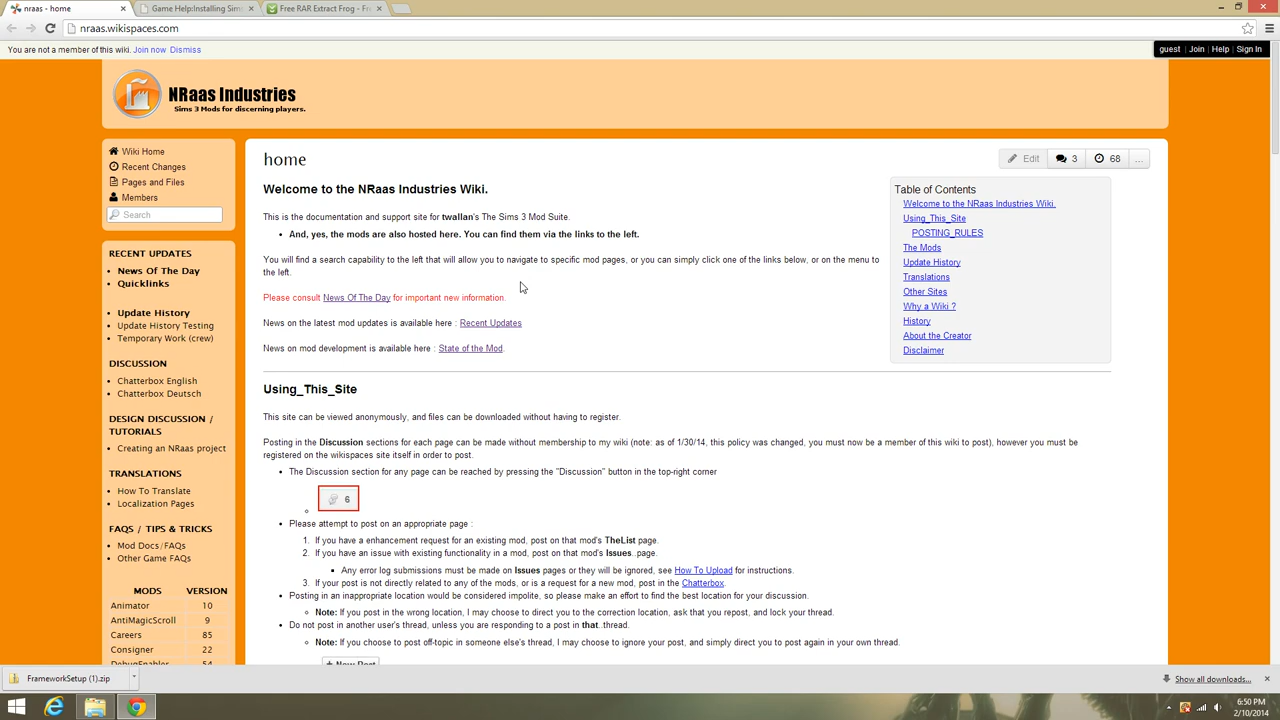 nraas - home
Game Help:Installing Sim
Free RAR Extract Frog - Fr
nraas.wikispaces.com
You are not a member of this wiki. Join now Dismiss
guest | Join | Help | Sign In
NRaas Industries
Sims 3 Mods for discerning players.
Wiki Home
Recent Changes
Pages and Files
Members
Search
RECENT UPDATES
• News Of The Day
• Quicklinks
• Update History
• Update History Testing
• Temporary Work (crew)
DISCUSSION
• Chatterbox English
• Chatterbox Deutsch
DESIGN DISCUSSION /
TUTORIALS
• Creating an NRaas project
TRANSLATIONS
• How To Translate
• Localization Pages
FAQS / TIPS & TRICKS
• Mod Docs/FAQs
• Other Game FAQs
MODS VERSION
Animator 10
AntiMagicScroll 9
Careers 85
Consigner 22
DebugEnabler 54
home
Edit 3 68 ...
Welcome to the NRaas Industries Wiki.
This is the documentation and support site for twallan's The Sims 3 Mod Suite.
• And, yes, the mods are also hosted here. You can find them via the links to the left.
You will find a search capability to the left that will allow you to navigate to specific mod pages, or you can simply click one of the links below, or on the menu to
the left.
Please consult News Of The Day for important new information.
News on the latest mod updates is available here : Recent Updates
News on mod development is available here : State of the Mod.
Table of Contents
Welcome to the NRaas Industries Wiki.
Using_This_Site
POSTING_RULES
The Mods
Update History
Translations
Other Sites
Why a Wiki ?
History
About the Creator
Disclaimer
Using_This_Site
This site can be viewed anonymously, and files can be downloaded without having to register.
Posting in the Discussion sections for each page can be made without membership to my wiki (note: as of 1/30/14, this policy was changed, you must now be a member of this wiki to post), however you must be
registered on the wikispaces site itself in order to post.
• The Discussion section for any page can be reached by pressing the "Discussion" button in the top-right corner
6
• Please attempt to post on an appropriate page :
1. If you have a enhancement request for an existing mod, post on that mod's TheList page.
2. If you have an issue with existing functionality in a mod, post on that mod's Issues page.
Any error log submissions must be made on Issues pages or they will be ignored, see How To Upload for instructions.
3. If your post is not directly related to any of the mods, or is a request for a new mod, post in the Chatterbox.
• Posting in an inappropriate location would be considered impolite, so please make an effort to find the best location for your discussion.
Note: If you post in the wrong location, I may choose to direct you to the correction location, ask that you repost, and lock your thread.
• Do not post in another user's thread, unless you are responding to a post in that thread.
Note: If you choose to post off-topic in someone else's thread, I may choose to ignore your post, and simply direct you to post again in your own thread.
+ New Post
FrameworkSetup (1).zip
Show all downloads...
6:50 PM
2/10/2014